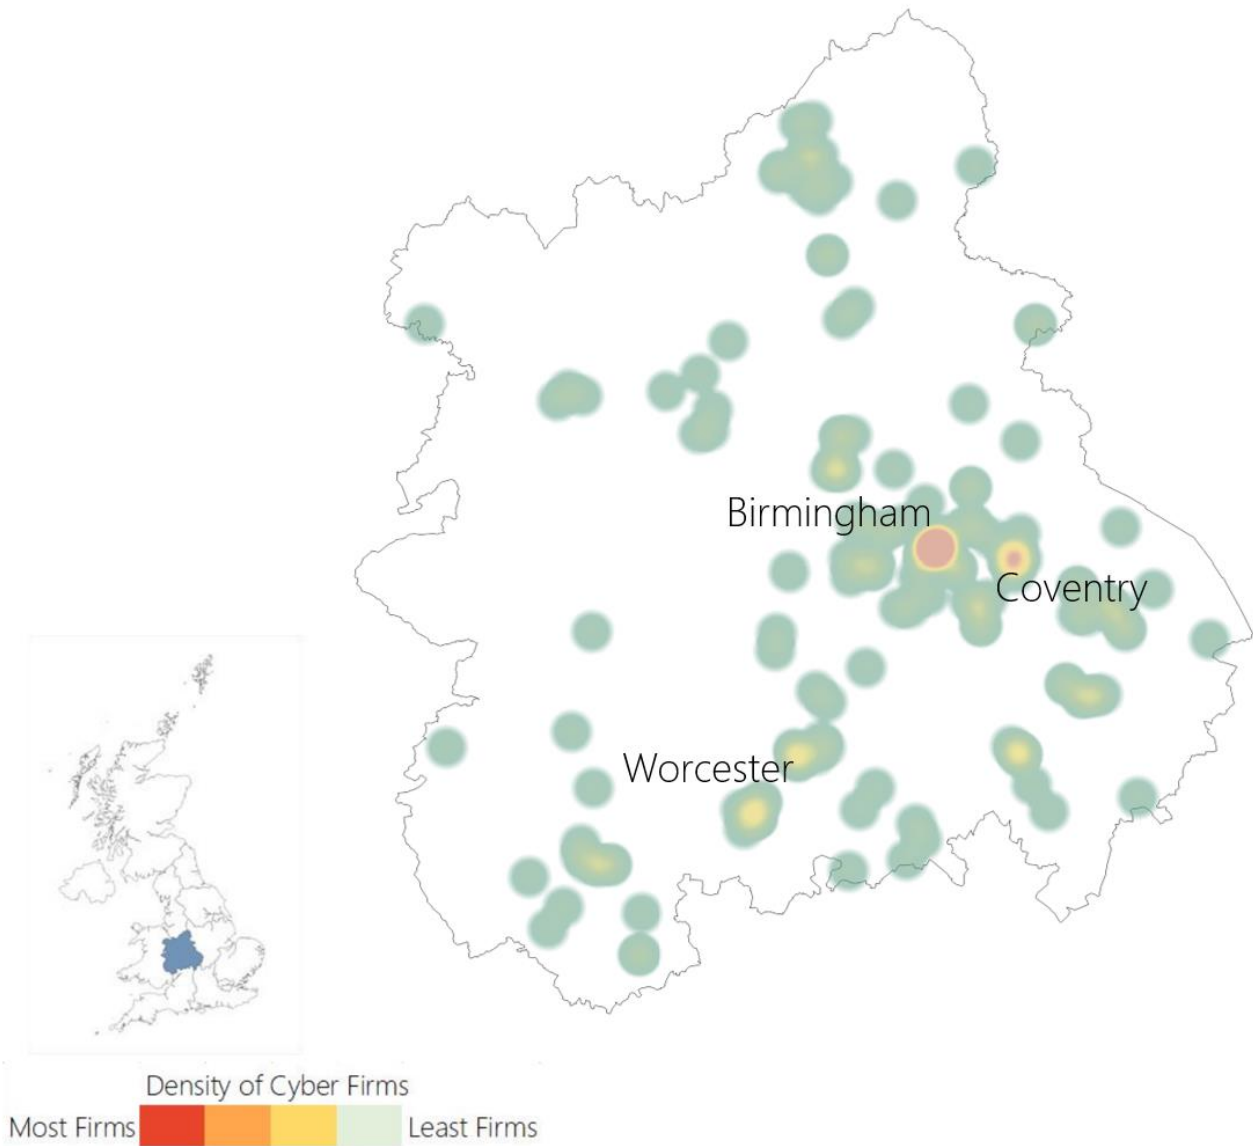 Birmingham
Coventry
Worcester
Density of Cyber Firms
Most Firms Least Firms